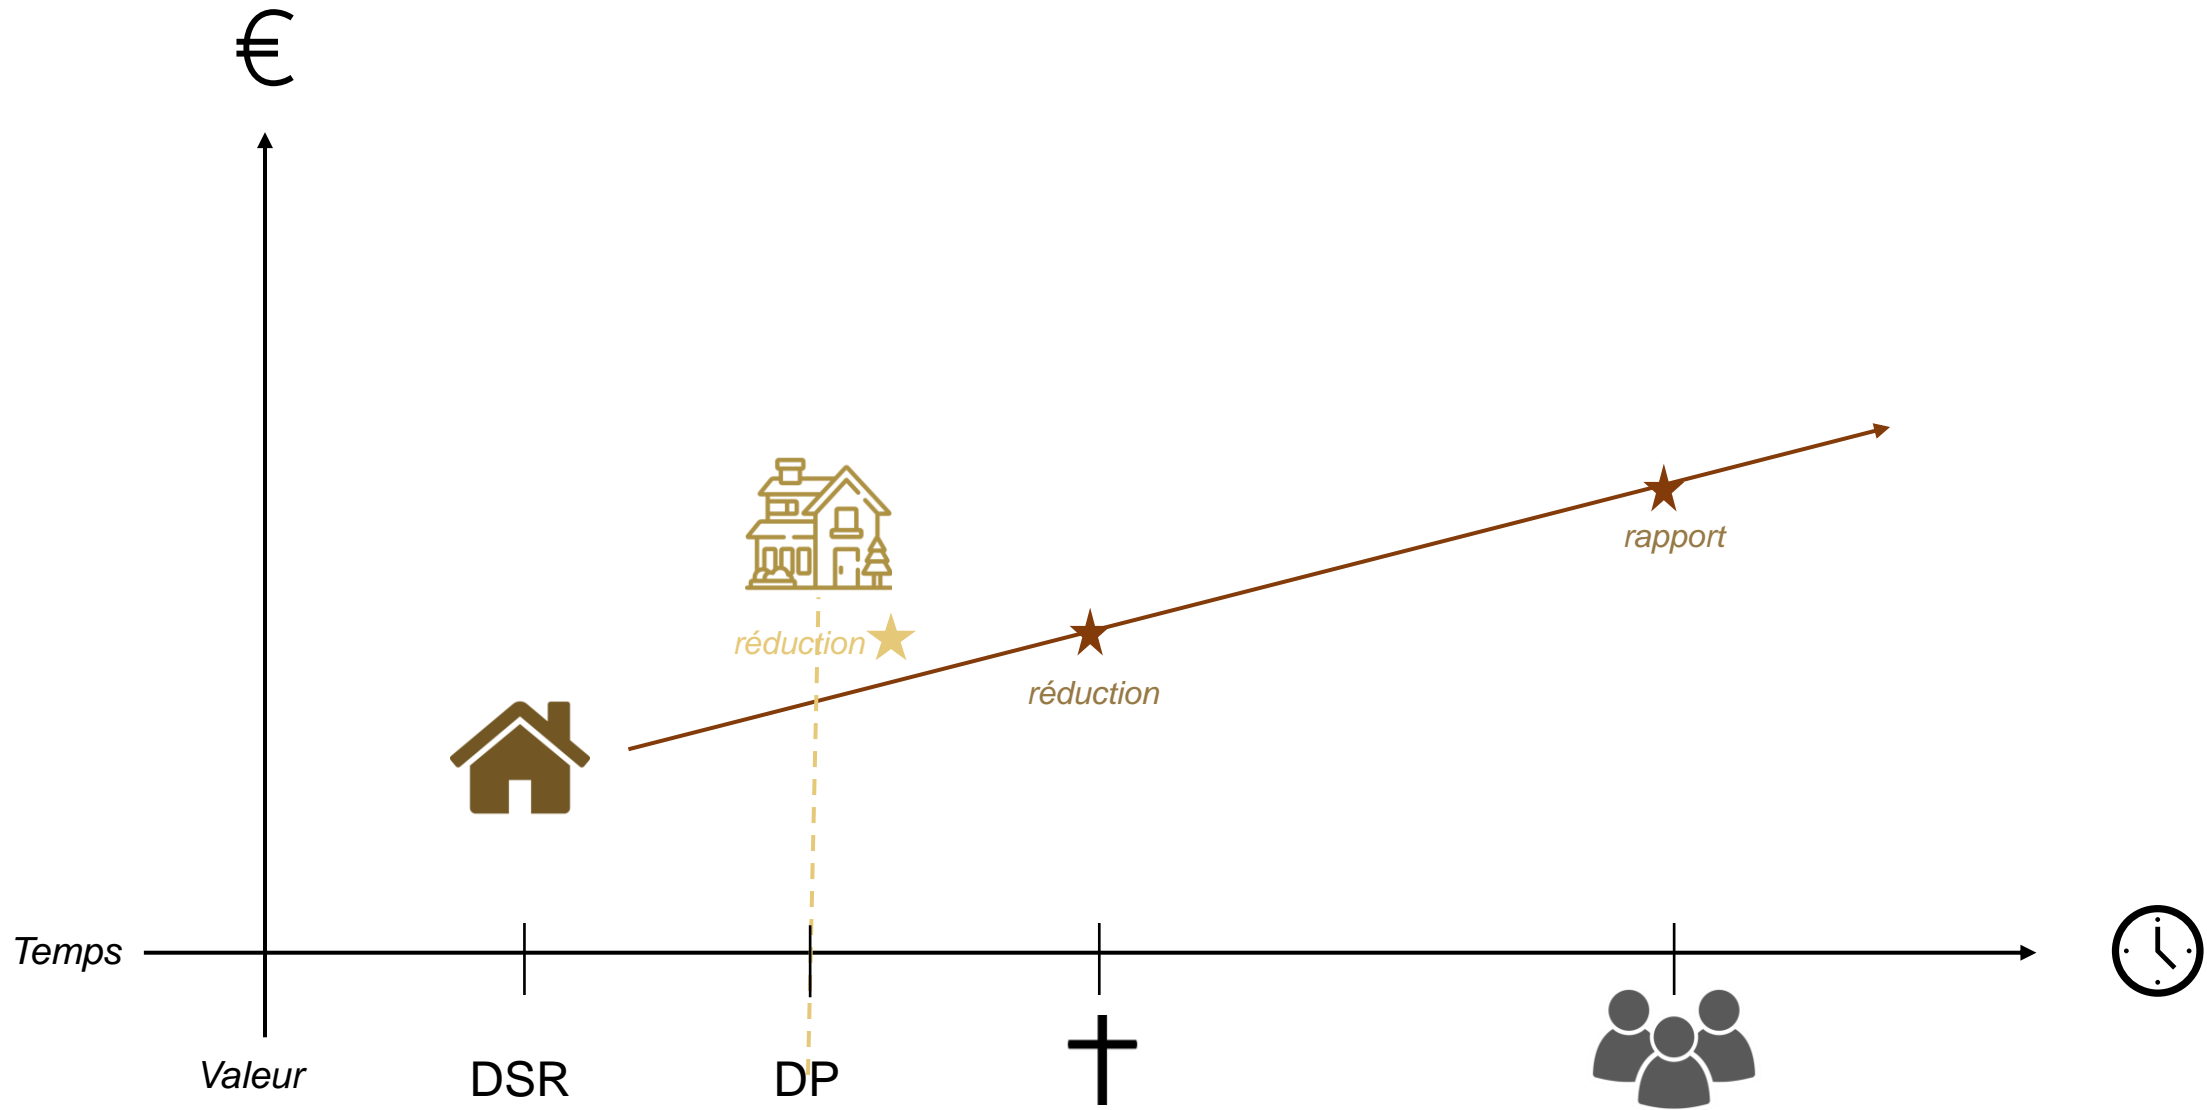 €
rapport
réduction
réduction
Temps
Valeur
DSR
DP